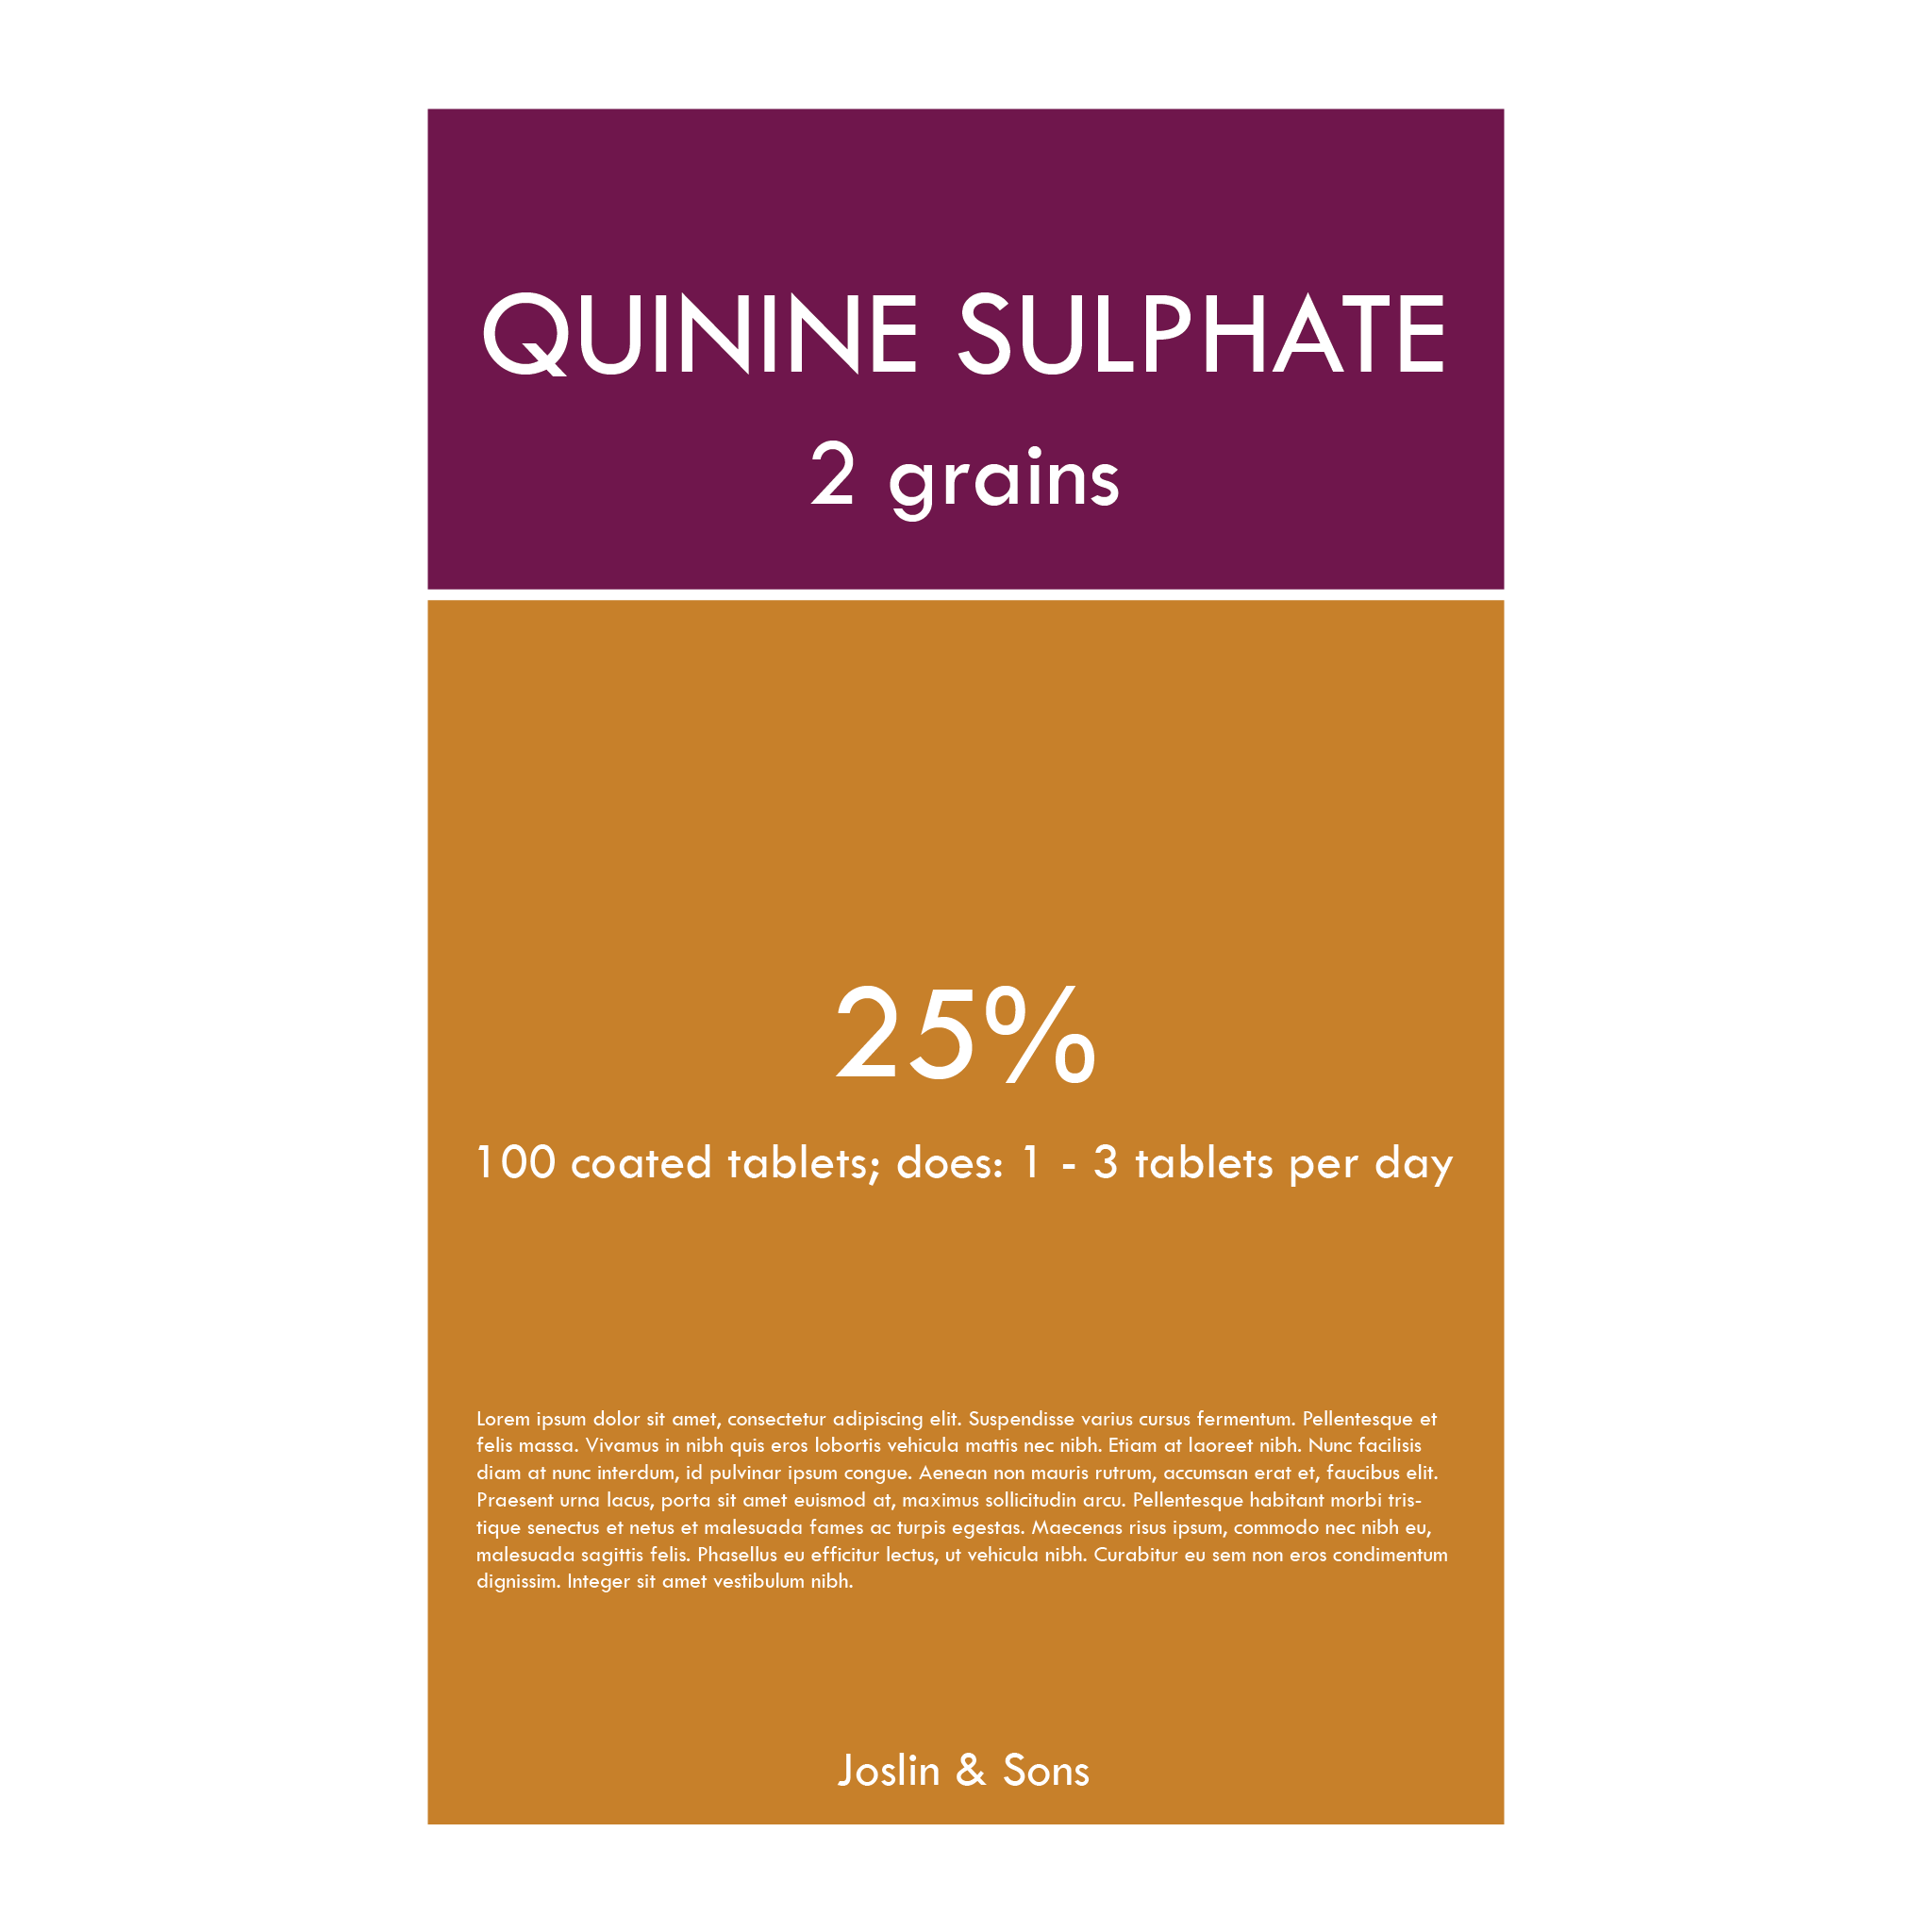 QUININE SULPHATE
2 grains
25%
100 coated tablets; does: 1 - 3 tablets per day
Lorem ipsum dolor sit amet, consectetur adipiscing elit. Suspendisse varius cursus fermentum. Pellentesque et
felis massa. Vivamus in nibh quis eros lobortis vehicula mattis nec nibh. Etiam at laoreet nibh. Nunc facilisis
diam at nunc interdum, id pulvinar ipsum congue. Aenean non mauris rutrum, accumsan erat et, faucibus elit.
Praesent urna lacus, porta sit amet euismod at, maximus sollicitudin arcu. Pellentesque habitant morbi tris-
tique senectus et netus et malesuada fames ac turpis egestas. Maecenas risus ipsum, commodo nec nibh eu,
malesuada sagittis felis. Phasellus eu efficitur lectus, ut vehicula nibh. Curabitur eu sem non eros condimentum
dignissim. Integer sit amet vestibulum nibh.
Joslin & Sons